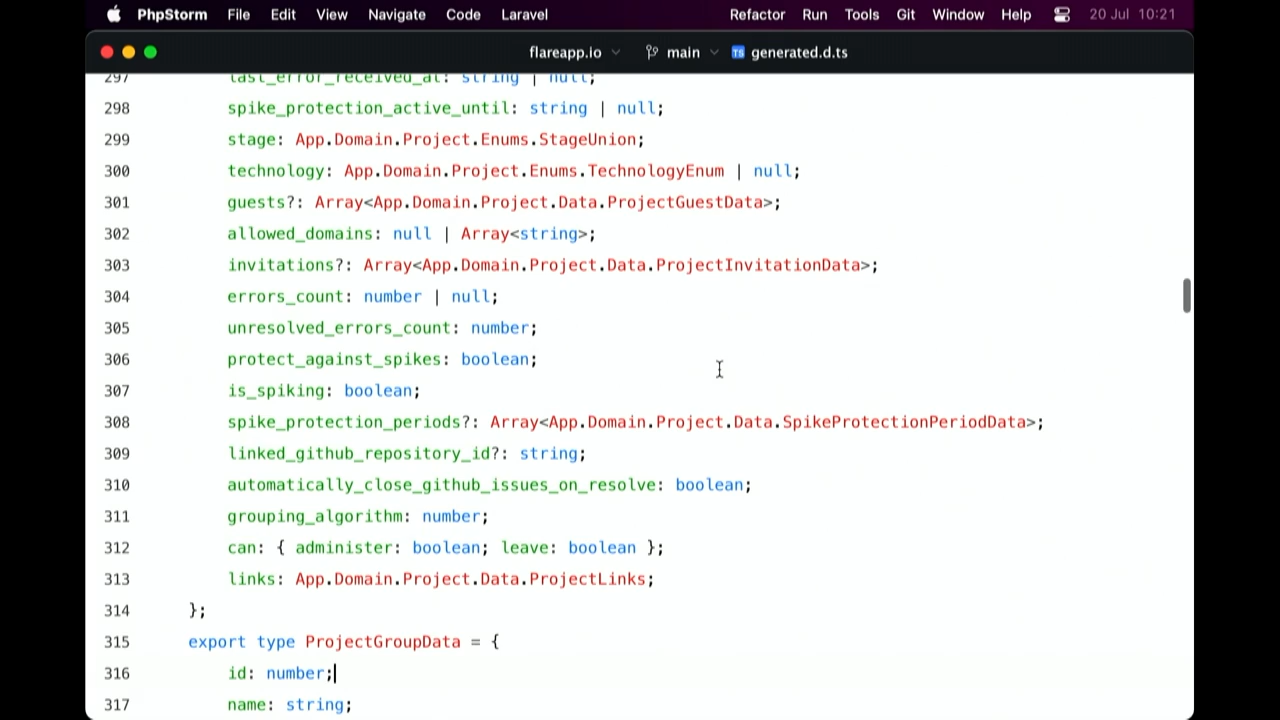 PhpStorm File Edit View Navigate Code Laravel Refactor Run Tools Git Window Help 20 Jul 10:21
flareapp.io main TS generated.d.ts
297 last_error_received_at: string | null;
298 spike_protection_active_until: string | null;
299 stage: App.Domain.Project.Enums.StageUnion;
300 technology: App.Domain.Project.Enums.TechnologyEnum | null;
301 guests?: Array<App.Domain.Project.Data.ProjectGuestData>;
302 allowed_domains: null | Array<string>;
303 invitations?: Array<App.Domain.Project.Data.ProjectInvitationData>;
304 errors_count: number | null;
305 unresolved_errors_count: number;
306 protect_against_spikes: boolean;
307 is_spiking: boolean;
308 spike_protection_periods?: Array<App.Domain.Project.Data.SpikeProtectionPeriodData>;
309 linked_github_repository_id?: string;
310 automatically_close_github_issues_on_resolve: boolean;
311 grouping_algorithm: number;
312 can: { administer: boolean; leave: boolean };
313 links: App.Domain.Project.Data.ProjectLinks;
314 };
315 export type ProjectGroupData = {
316 id: number;
317 name: string;